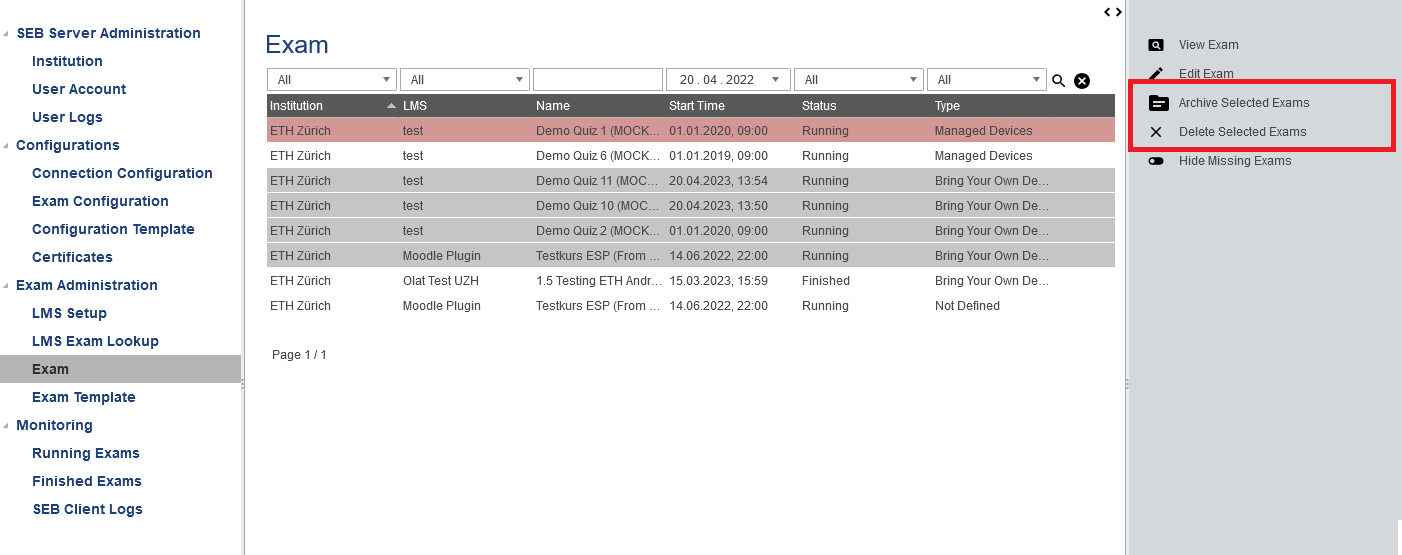 SEB Server Administration
Institution
User Account
User Logs
Configurations
Connection Configuration
Exam Configuration
Configuration Template
Certificates
Exam Administration
LMS Setup
LMS Exam Lookup
Exam
Exam Template
Monitoring
Running Exams
Finished Exams
SEB Client Logs
Exam
All All 20 . 04 . 2022 All All
Institution LMS Name Start Time Status Type
ETH Zürich test Demo Quiz 1 (MOCK... 01.01.2020, 09:00 Running Managed Devices
ETH Zürich test Demo Quiz 6 (MOCK... 01.01.2019, 09:00 Running Managed Devices
ETH Zürich test Demo Quiz 11 (MOC... 20.04.2023, 13:54 Running Bring Your Own De...
ETH Zürich test Demo Quiz 10 (MOC... 20.04.2023, 13:50 Running Bring Your Own De...
ETH Zürich test Demo Quiz 2 (MOCK... 01.01.2020, 09:00 Running Bring Your Own De...
ETH Zürich Moodle Plugin Testkurs ESP (From ... 14.06.2022, 22:00 Running Bring Your Own De...
ETH Zürich Olat Test UZH 1.5 Testing ETH Andr... 15.03.2023, 15:59 Finished Bring Your Own De...
ETH Zürich Moodle Plugin Testkurs ESP (From ... 14.06.2022, 22:00 Running Not Defined
Page 1 / 1
View Exam
Edit Exam
Archive Selected Exams
Delete Selected Exams
Hide Missing Exams